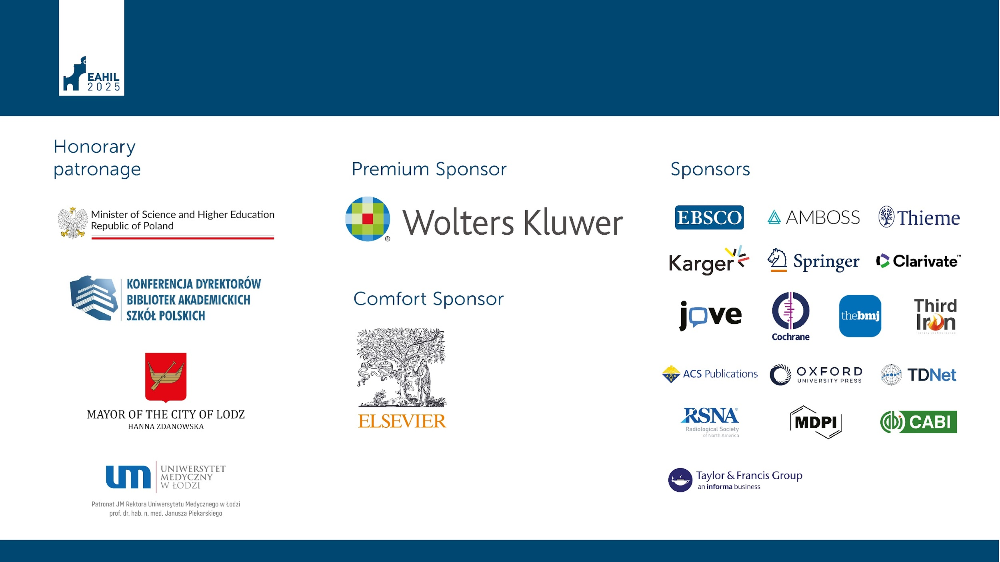 EAHIL
2025
Honorary
patronage
Minister of Science and Higher Education
Republic of Poland
KONFERENCJA DYREKTORÓW
BIBLIOTEK AKADEMICKICH
SZKÓŁ POLSKICH
MAYOR OF THE CITY OF LODZ
HANNA ZDANOWSKA
um
UNIWERSYTET
MEDYCZNY
W ŁODZI
Patronat JM Rektora Uniwersytetu Medycznego w Łodzi
prof. dr. hab. n. med. Janusza Piekarskiego
Premium Sponsor
Wolters Kluwer
®
Comfort Sponsor
NON SOLUS
ELSEVIER
Sponsors
EBSCO
AMBOSS
Thieme
Karger
Springer
Clarivate™
jove
Cochrane
thebmj
Third
Iron
library technologies
ACS
ACS Publications
OXFORD
UNIVERSITY PRESS
TDNet
RSNA®
Radiological Society
of North America
MDPI
cabi
CABI
Taylor & Francis Group
an informa business